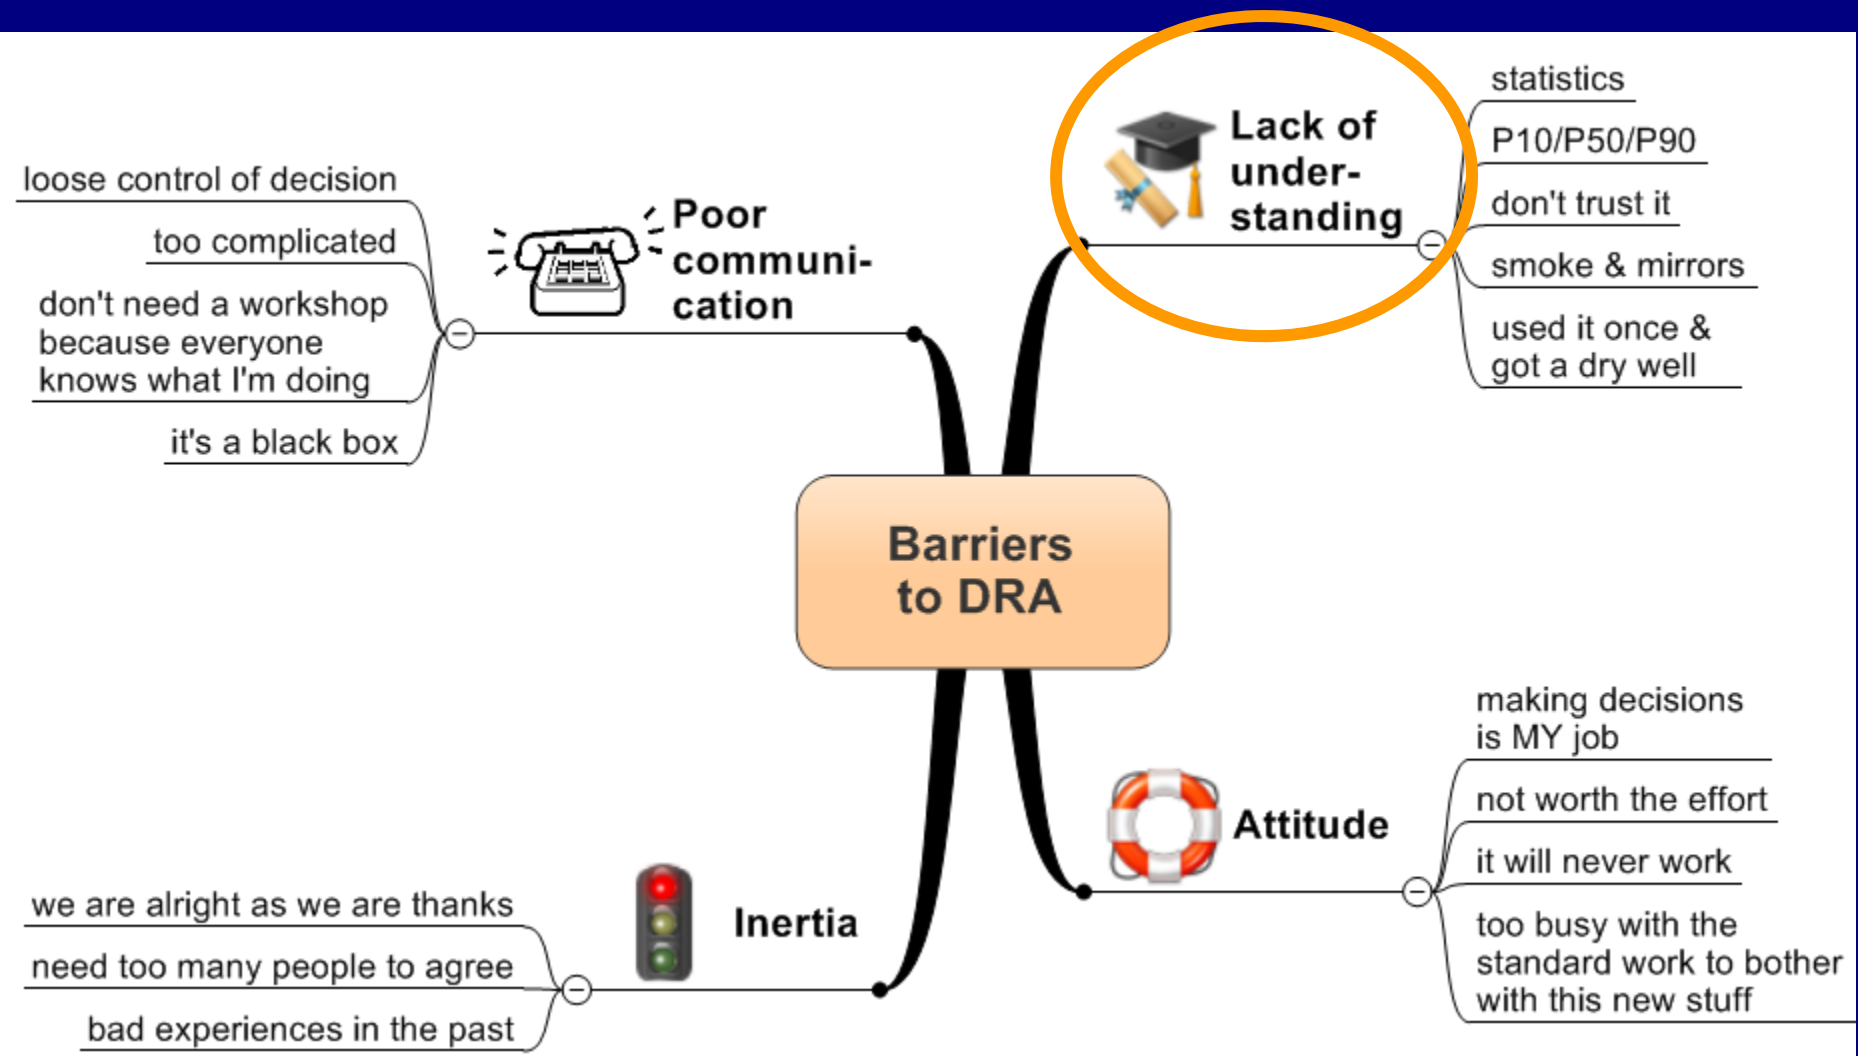 Poor
communi-
cation
loose control of decision
too complicated
don't need a workshop
because everyone
knows what I'm doing
it's a black box
Lack of
under-
standing
statistics
P10/P50/P90
don't trust it
smoke & mirrors
used it once &
got a dry well
Barriers
to DRA
Inertia
we are alright as we are thanks
need too many people to agree
bad experiences in the past
Attitude
making decisions
is MY job
not worth the effort
it will never work
too busy with the
standard work to bother
with this new stuff